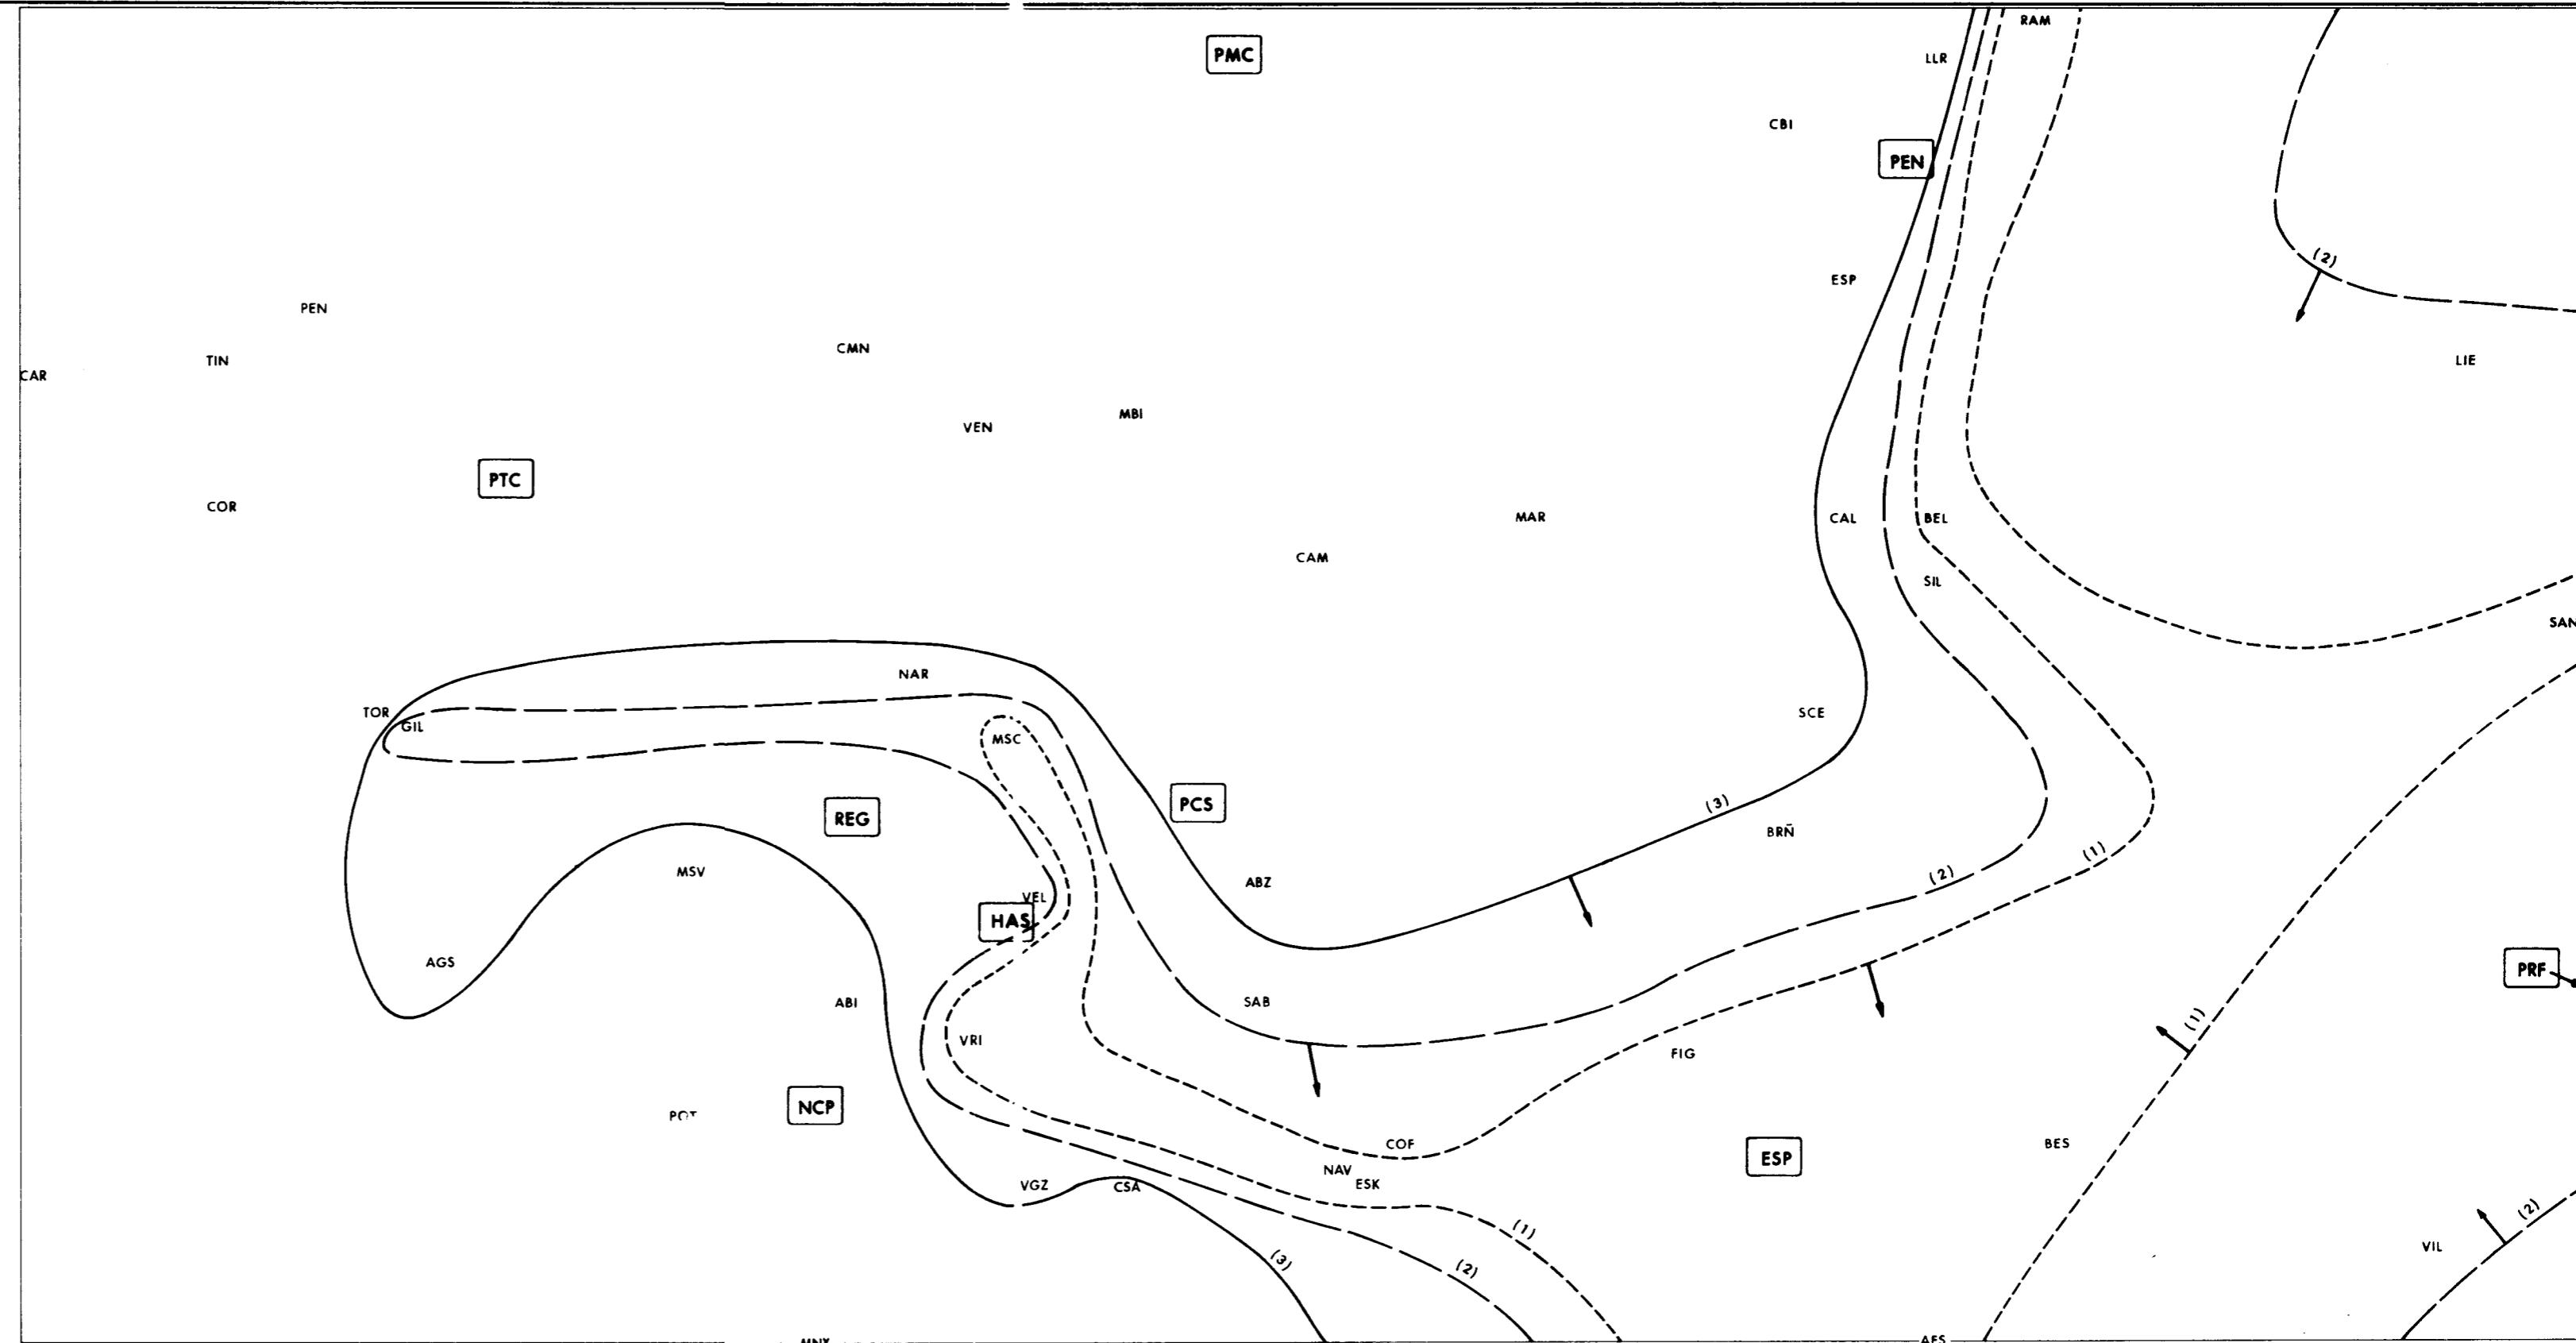 RAM
PMC
LLR
CBI
PEN
(2)
ESP
PEN
CMN
TIN
LIE
CAR
MBI
VEN
PTC
COR
MAR
CAL
BEL
CAM
SIL
SAN
NAR
TOR
SCE
GIL
MSC
PCS
(3)
REG
BRÑ
(1)
MSV
(2)
ABZ
VEL
HAS
AGS
PRF
ABI
SAB
(1)
VRI
FIG
NCP
COF
BES
ESP
NAV
ESK
VGZ
CSA
(2)
(1)
VIL
(3)
(2)